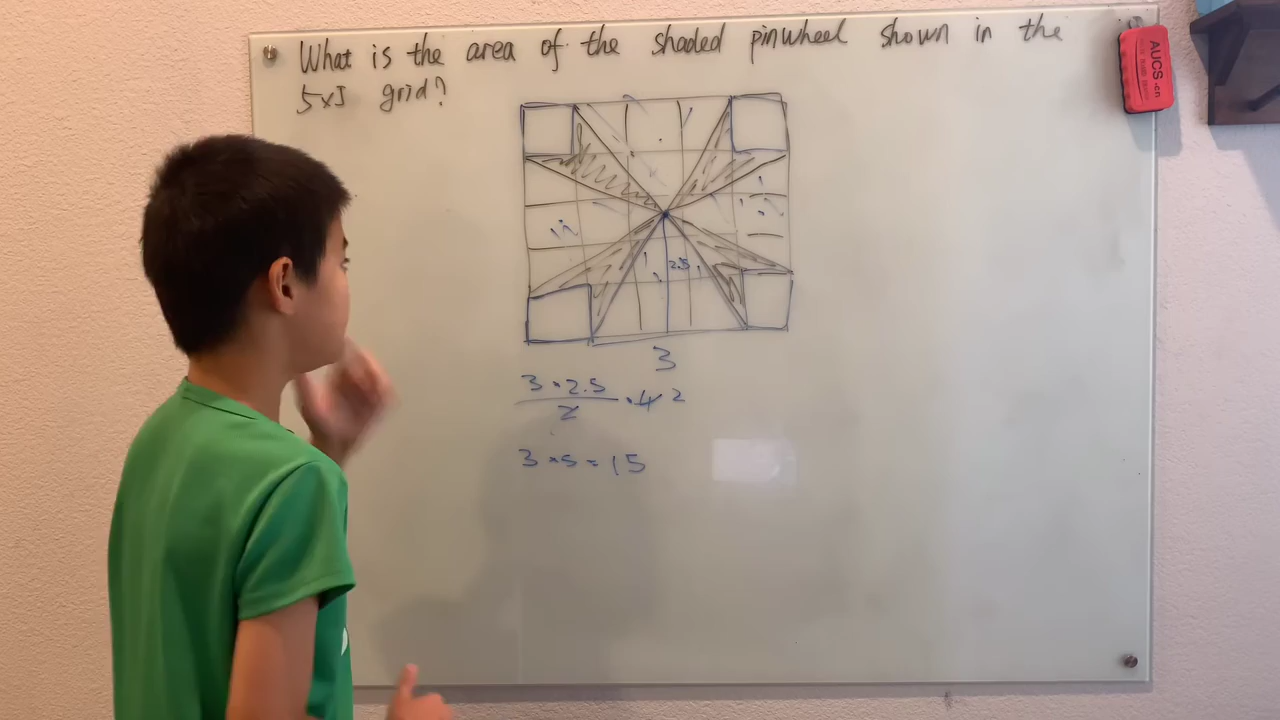 What is the area of the shaded pinwheel shown in the
5x5 grid?
AUCS.cn
2.5
3
3 · 2.5
2
· 4 2
3 × 5 = 15